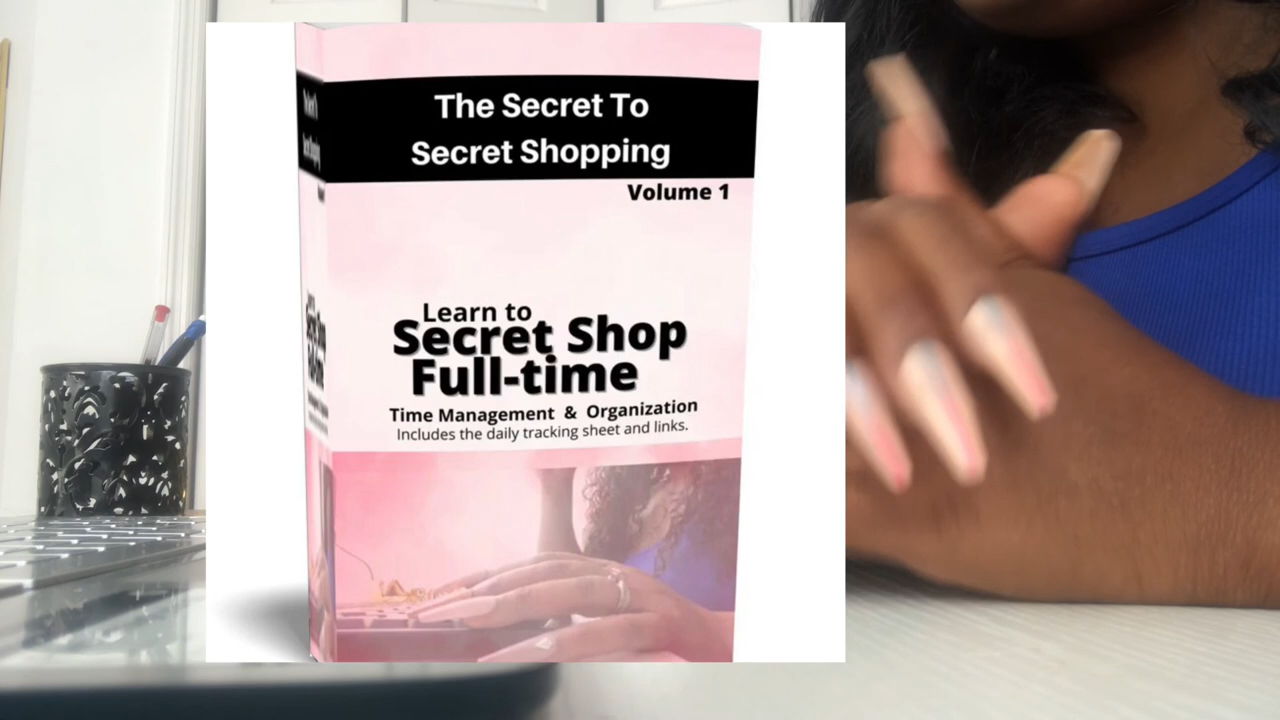 The Secret To
Secret Shopping
Volume 1
Learn to
Secret Shop
Full-time
Time Management & Organization
Includes the daily tracking sheet and links.